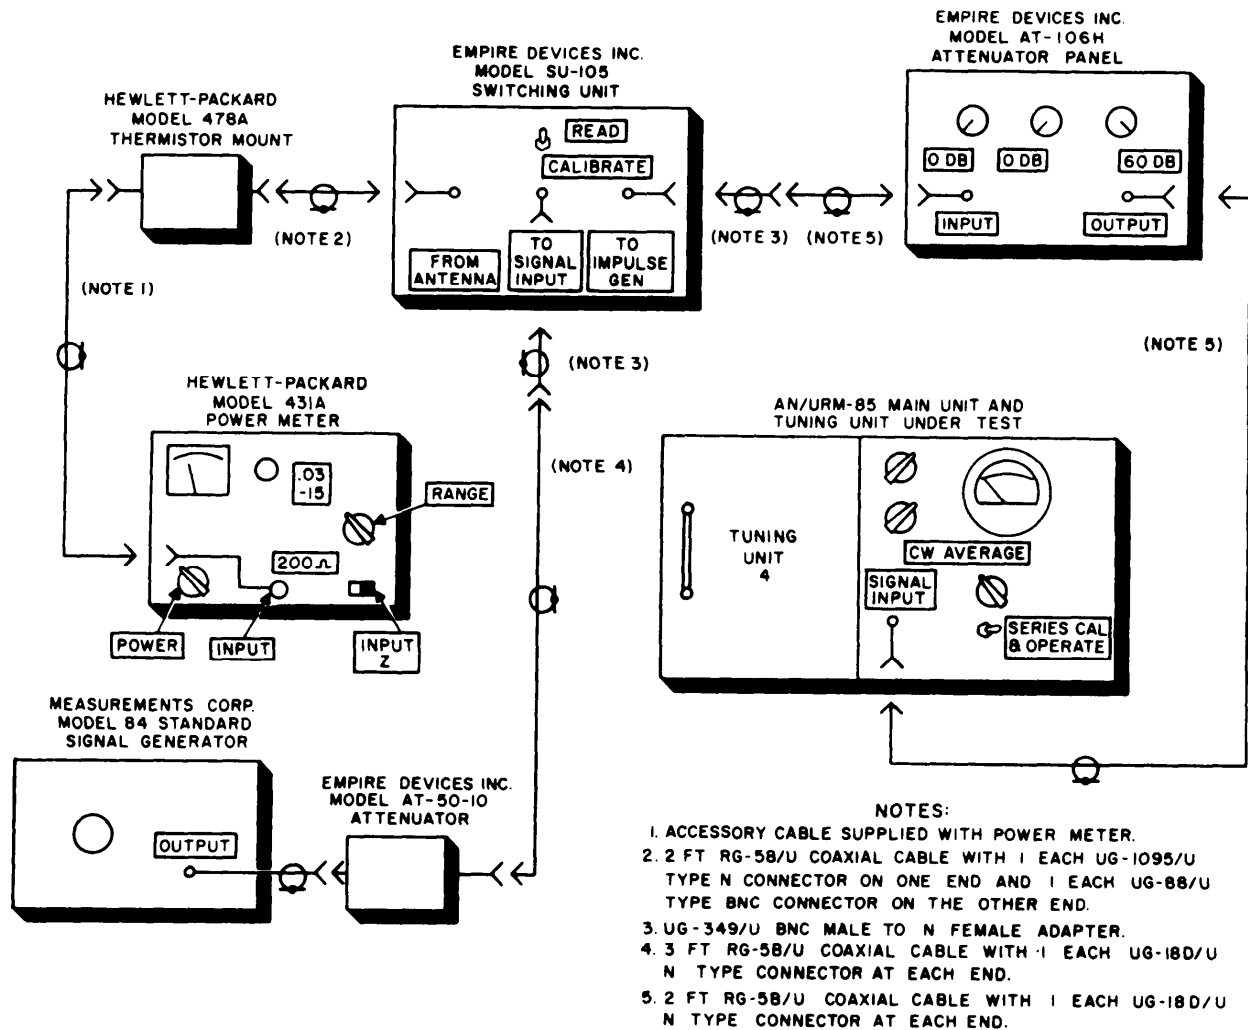 EMPIRE DEVICES INC.
MODEL AT-106H
ATTENUATOR PANEL
EMPIRE DEVICES INC.
MODEL SU-105
SWITCHING UNIT
HEWLETT-PACKARD
MODEL 478A
THERMISTOR MOUNT
READ
CALIBRATE
FROM
ANTENNA
TO
SIGNAL
INPUT
TO
IMPULSE
GEN
0 DB
0 DB
60 DB
INPUT
OUTPUT
(NOTE 2)
(NOTE 3)
(NOTE 5)
(NOTE 1)
(NOTE 3)
(NOTE 5)
(NOTE 4)
HEWLETT-PACKARD
MODEL 431A
POWER METER
.03
-15
RANGE
200Ω
POWER
INPUT
INPUT
Z
AN/URM-85 MAIN UNIT AND
TUNING UNIT UNDER TEST
TUNING
UNIT
4
CW AVERAGE
SIGNAL
INPUT
SERIES CAL
& OPERATE
MEASUREMENTS CORP.
MODEL 84 STANDARD
SIGNAL GENERATOR
OUTPUT
EMPIRE DEVICES INC.
MODEL AT-50-10
ATTENUATOR
NOTES:
1. ACCESSORY CABLE SUPPLIED WITH POWER METER.
2. 2 FT RG-58/U COAXIAL CABLE WITH 1 EACH UG-1095/U
TYPE N CONNECTOR ON ONE END AND 1 EACH UG-88/U
TYPE BNC CONNECTOR ON THE OTHER END.
3. UG-349/U BNC MALE TO N FEMALE ADAPTER.
4. 3 FT RG-58/U COAXIAL CABLE WITH 1 EACH UG-18D/U
N TYPE CONNECTOR AT EACH END.
5. 2 FT RG-58/U COAXIAL CABLE WITH 1 EACH UG-18D/U
N TYPE CONNECTOR AT EACH END.